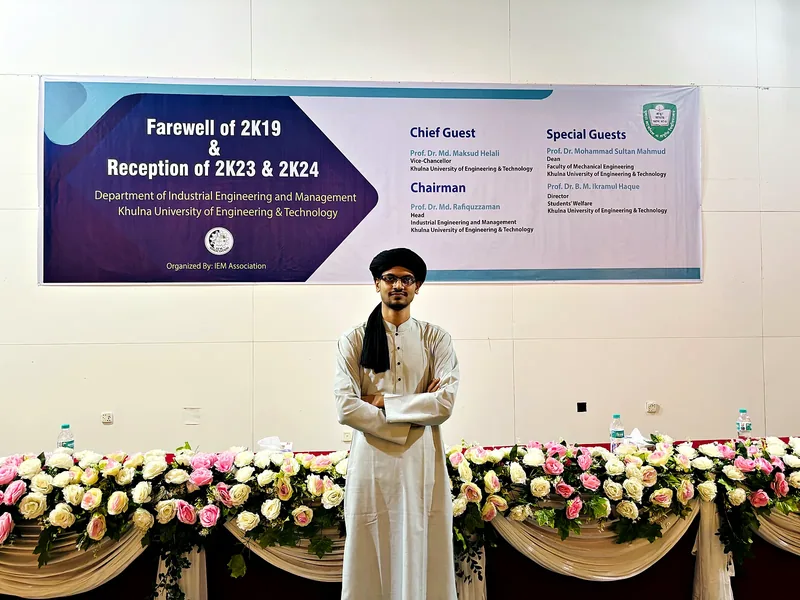 Farewell of 2K19
&
Reception of 2K23 & 2K24
Department of Industrial Engineering and Management
Khulna University of Engineering & Technology
Organized By: IEM Association
Chief Guest
Prof. Dr. Md. Maksud Helali
Vice-Chancellor
Khulna University of Engineering & Technology
Chairman
Prof. Dr. Md. Rafiquzzaman
Head
Industrial Engineering and Management
Khulna University of Engineering & Technology
Special Guests
Prof. Dr. Mohammad Sultan Mahmud
Dean
Faculty of Mechanical Engineering
Khulna University of Engineering & Technology
Prof. Dr. B. M. Ikramul Haque
Director
Students' Welfare
Khulna University of Engineering & Technology